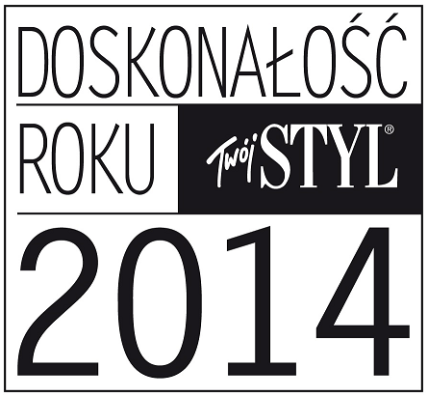 DOSKONAŁOŚĆ
ROKU Twój STYL®
2014